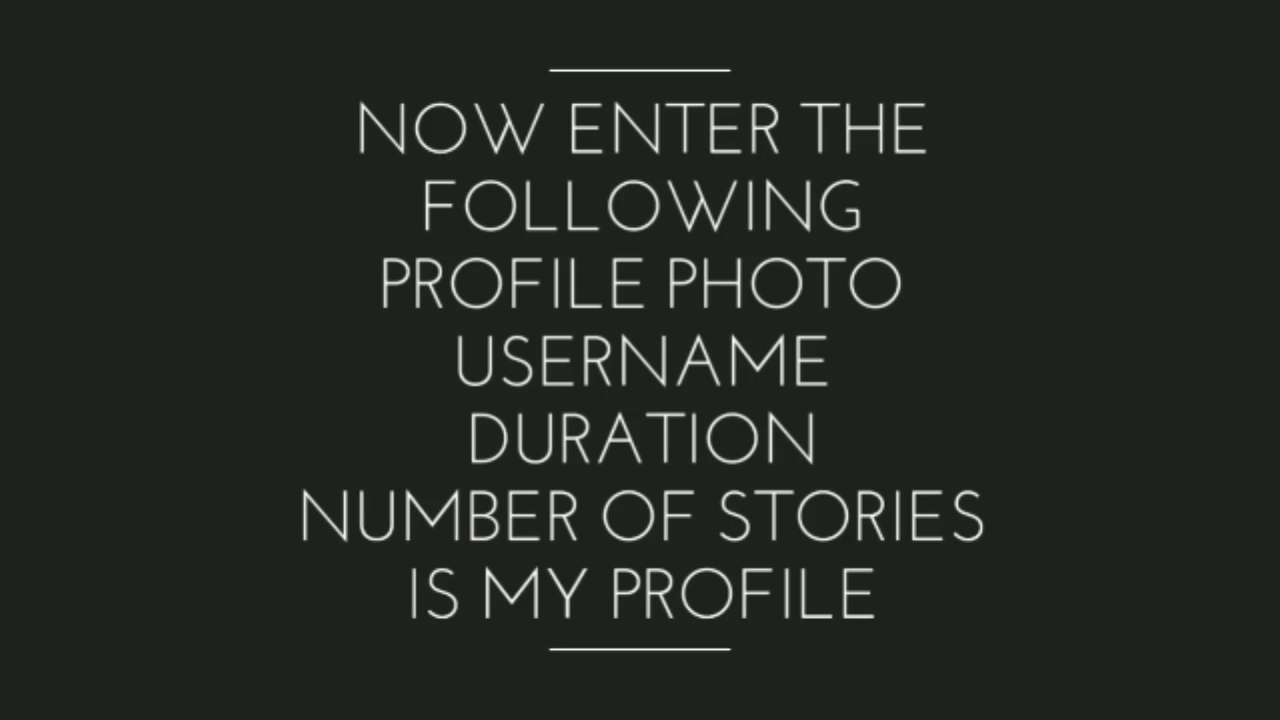 NOW ENTER THE
FOLLOWING
PROFILE PHOTO
USERNAME
DURATION
NUMBER OF STORIES
IS MY PROFILE